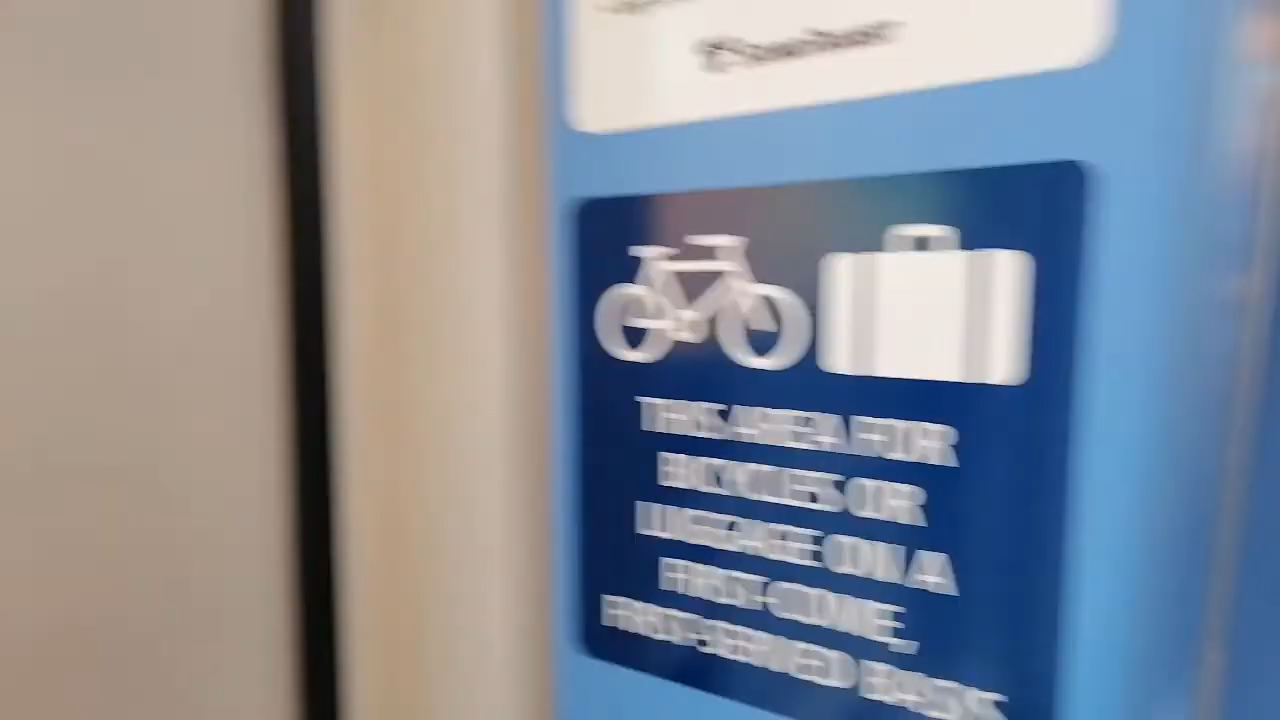 THIS AREA FOR
BICYCLES OR
LUGGAGE ON A
FIRST-COME,
FIRST-SERVED BASIS